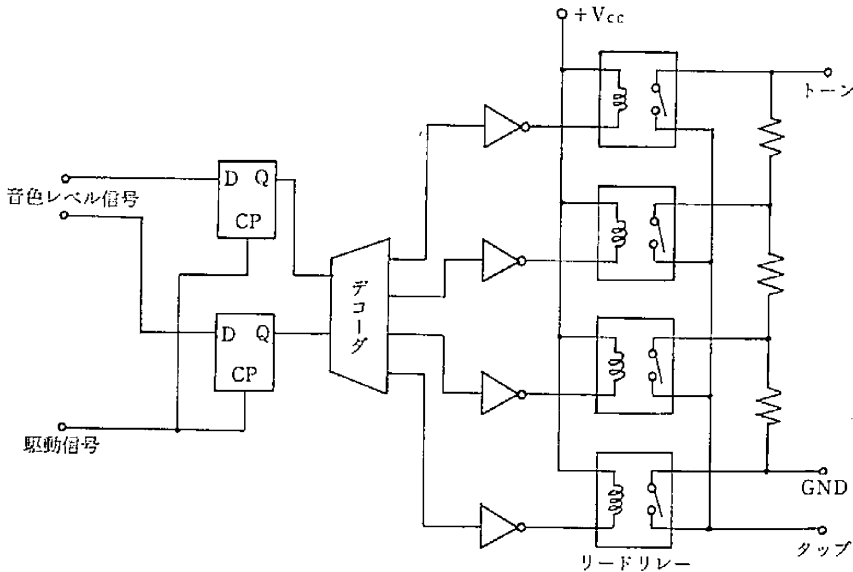 +Vcc
トーン
D Q
音色レベル信号
CP
デコーダ
D Q
CP
駆動信号
GND
タップ
リードリレー